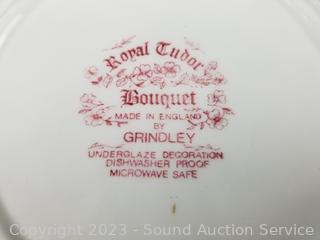 Royal Tudor
Bouquet
MADE IN ENGLAND
BY
GRINDLEY
UNDERGLAZE DECORATION
DISHWASHER PROOF
MICROWAVE SAFE
Copyright © 2023 - Sound Auction Service